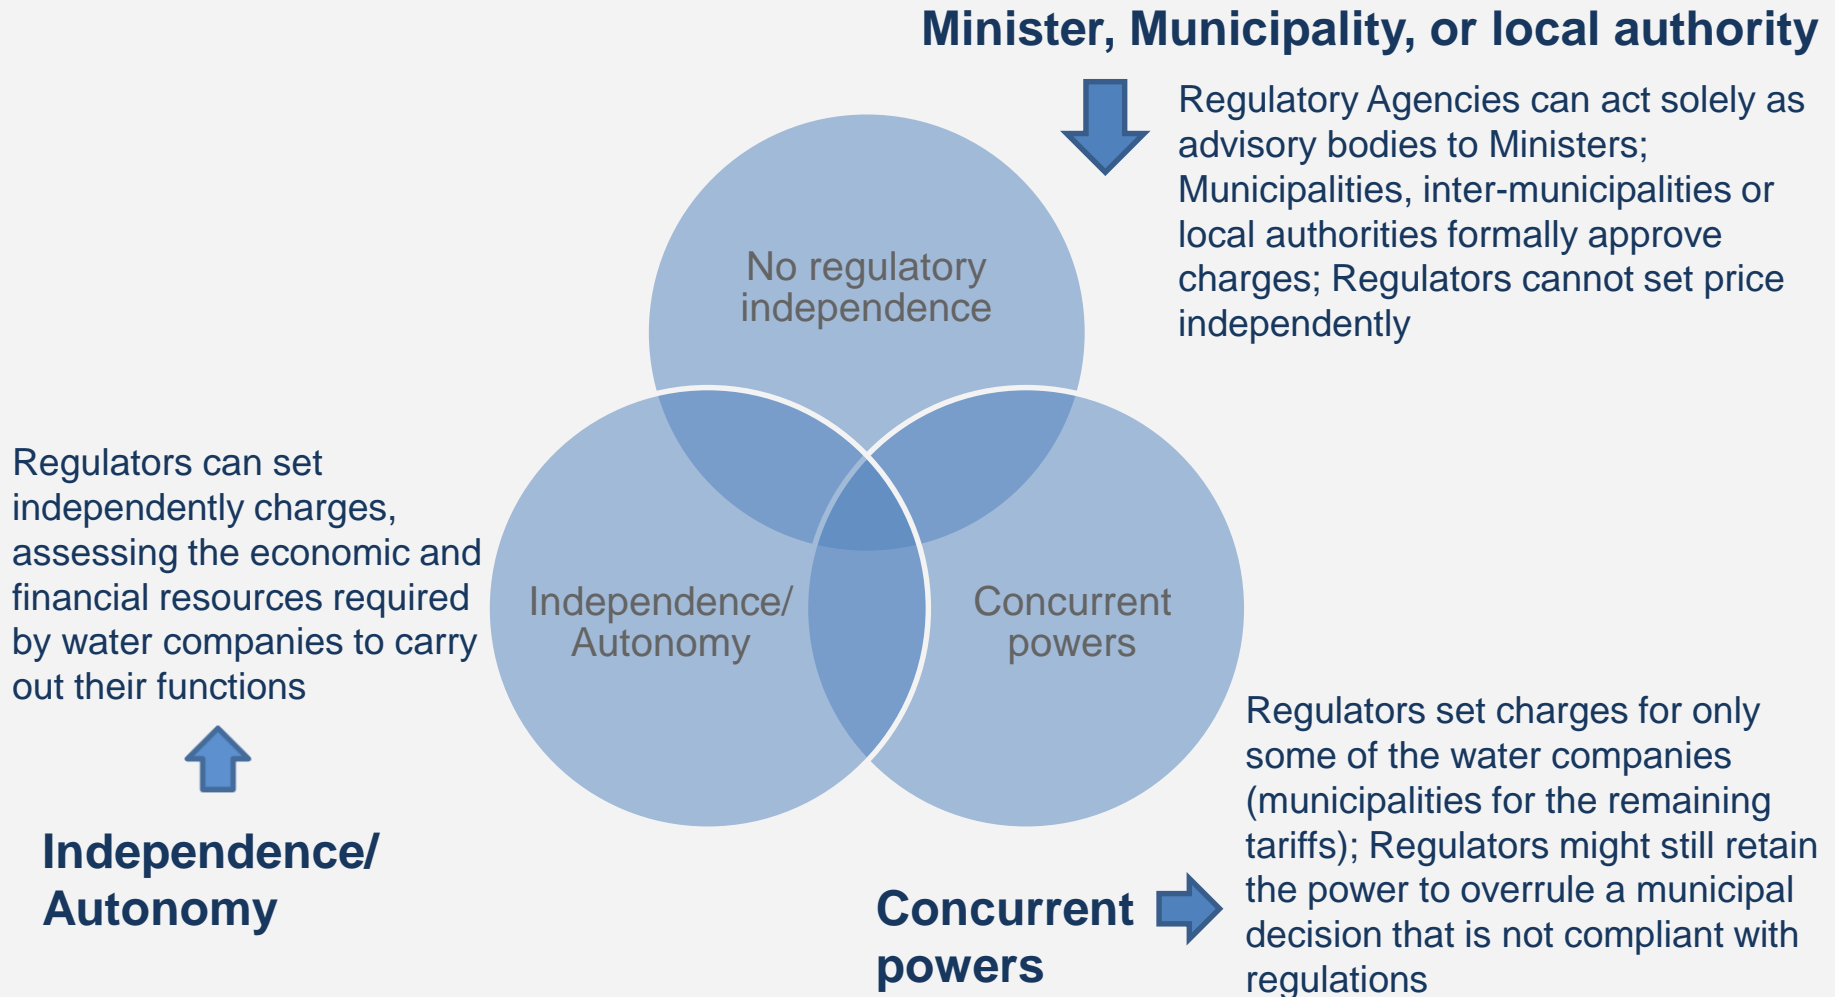 Minister, Municipality, or local authority
Regulatory Agencies can act solely as
advisory bodies to Ministers;
Municipalities, inter-municipalities or
local authorities formally approve
charges; Regulators cannot set price
independently
No regulatory
independence
Regulators can set
independently charges,
assessing the economic and
financial resources required
by water companies to carry
out their functions
Independence/
Autonomy
Concurrent
powers
Independence/
Autonomy
Concurrent
powers
Regulators set charges for only
some of the water companies
(municipalities for the remaining
tariffs); Regulators might still retain
the power to overrule a municipal
decision that is not compliant with
regulations